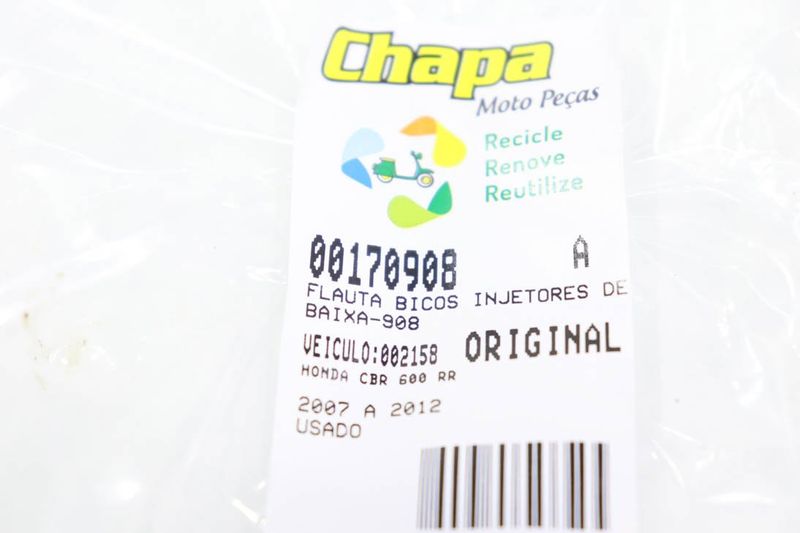 Chapa
Moto Peças
Recicle
Renove
Reutilize
00170908 A
FLAUTA BICOS INJETORES DE
BAIXA-908
VEICULO:002158 ORIGINAL
HONDA CBR 600 RR
2007 A 2012
USADO